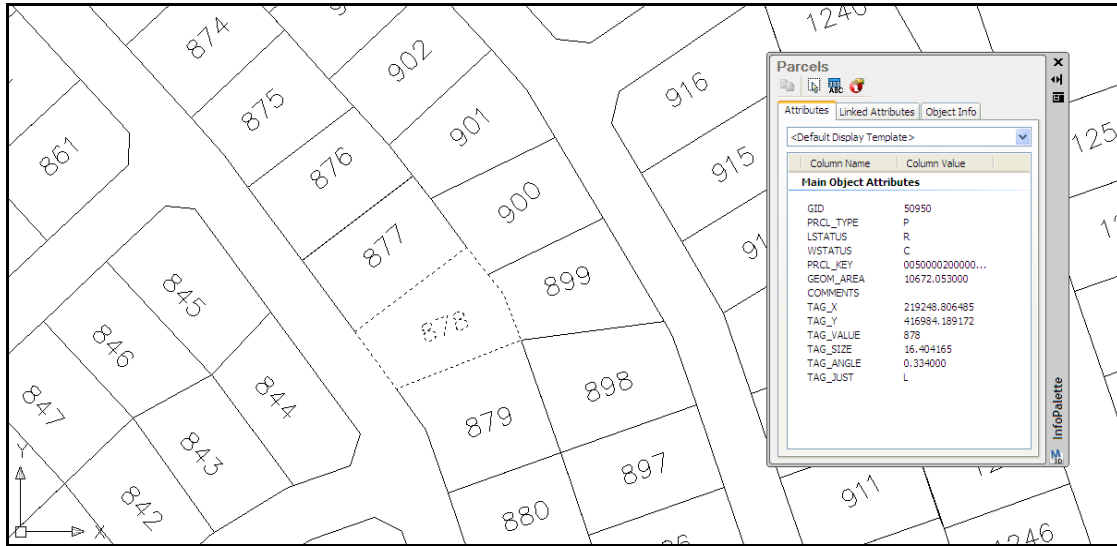 874
902
1240
875
901
916
861
876
915
125
900
877
899
845
878
846
898
847
844
879
843
897
842
880
911
1246
Y
X
Parcels
ABC
Attributes Linked Attributes Object Info
<Default Display Template>
Column Name Column Value
Main Object Attributes
GID 50950
PRCL_TYPE P
LSTATUS R
WSTATUS C
PRCL_KEY 0050000200000...
GEOM_AREA 10672.053000
COMMENTS
TAG_X 219248.806485
TAG_Y 416984.189172
TAG_VALUE 878
TAG_SIZE 16.404165
TAG_ANGLE 0.334000
TAG_JUST L
InfoPalette
M 3D